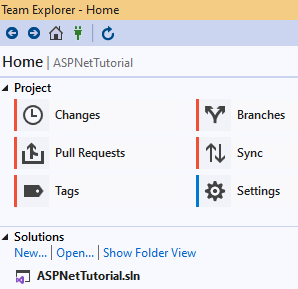 Team Explorer - Home
Home | ASPNetTutorial
Project
Changes
Branches
Pull Requests
Sync
Tags
Settings
Solutions
New... | Open... | Show Folder View
ASPNetTutorial.sln